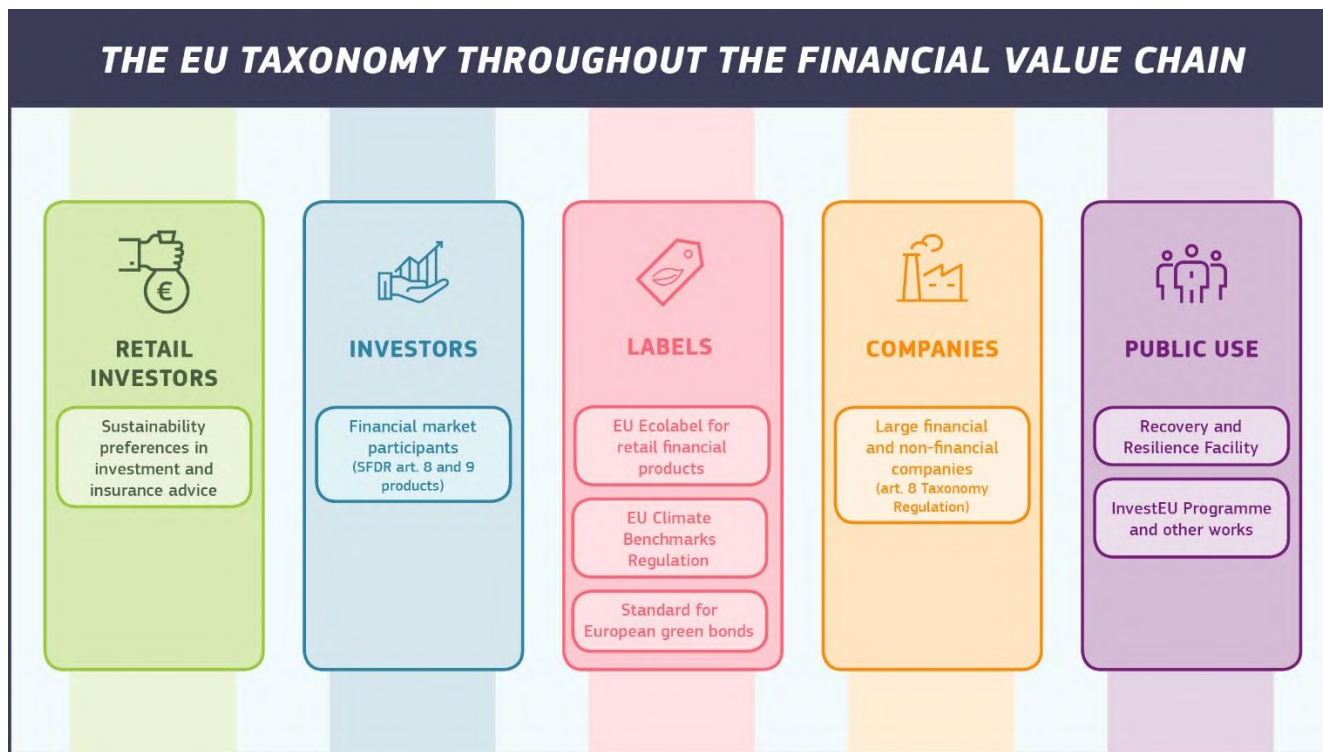 THE EU TAXONOMY THROUGHOUT THE FINANCIAL VALUE CHAIN
€
RETAIL
INVESTORS
Sustainability
preferences in
investment and
insurance advice
INVESTORS
Financial market
participants
(SFDR art. 8 and 9
products)
LABELS
EU Ecolabel for
retail financial
products
EU Climate
Benchmarks
Regulation
Standard for
European green bonds
COMPANIES
Large financial
and non-financial
companies
(art. 8 Taxonomy
Regulation)
PUBLIC USE
Recovery and
Resilience Facility
InvestEU Programme
and other works